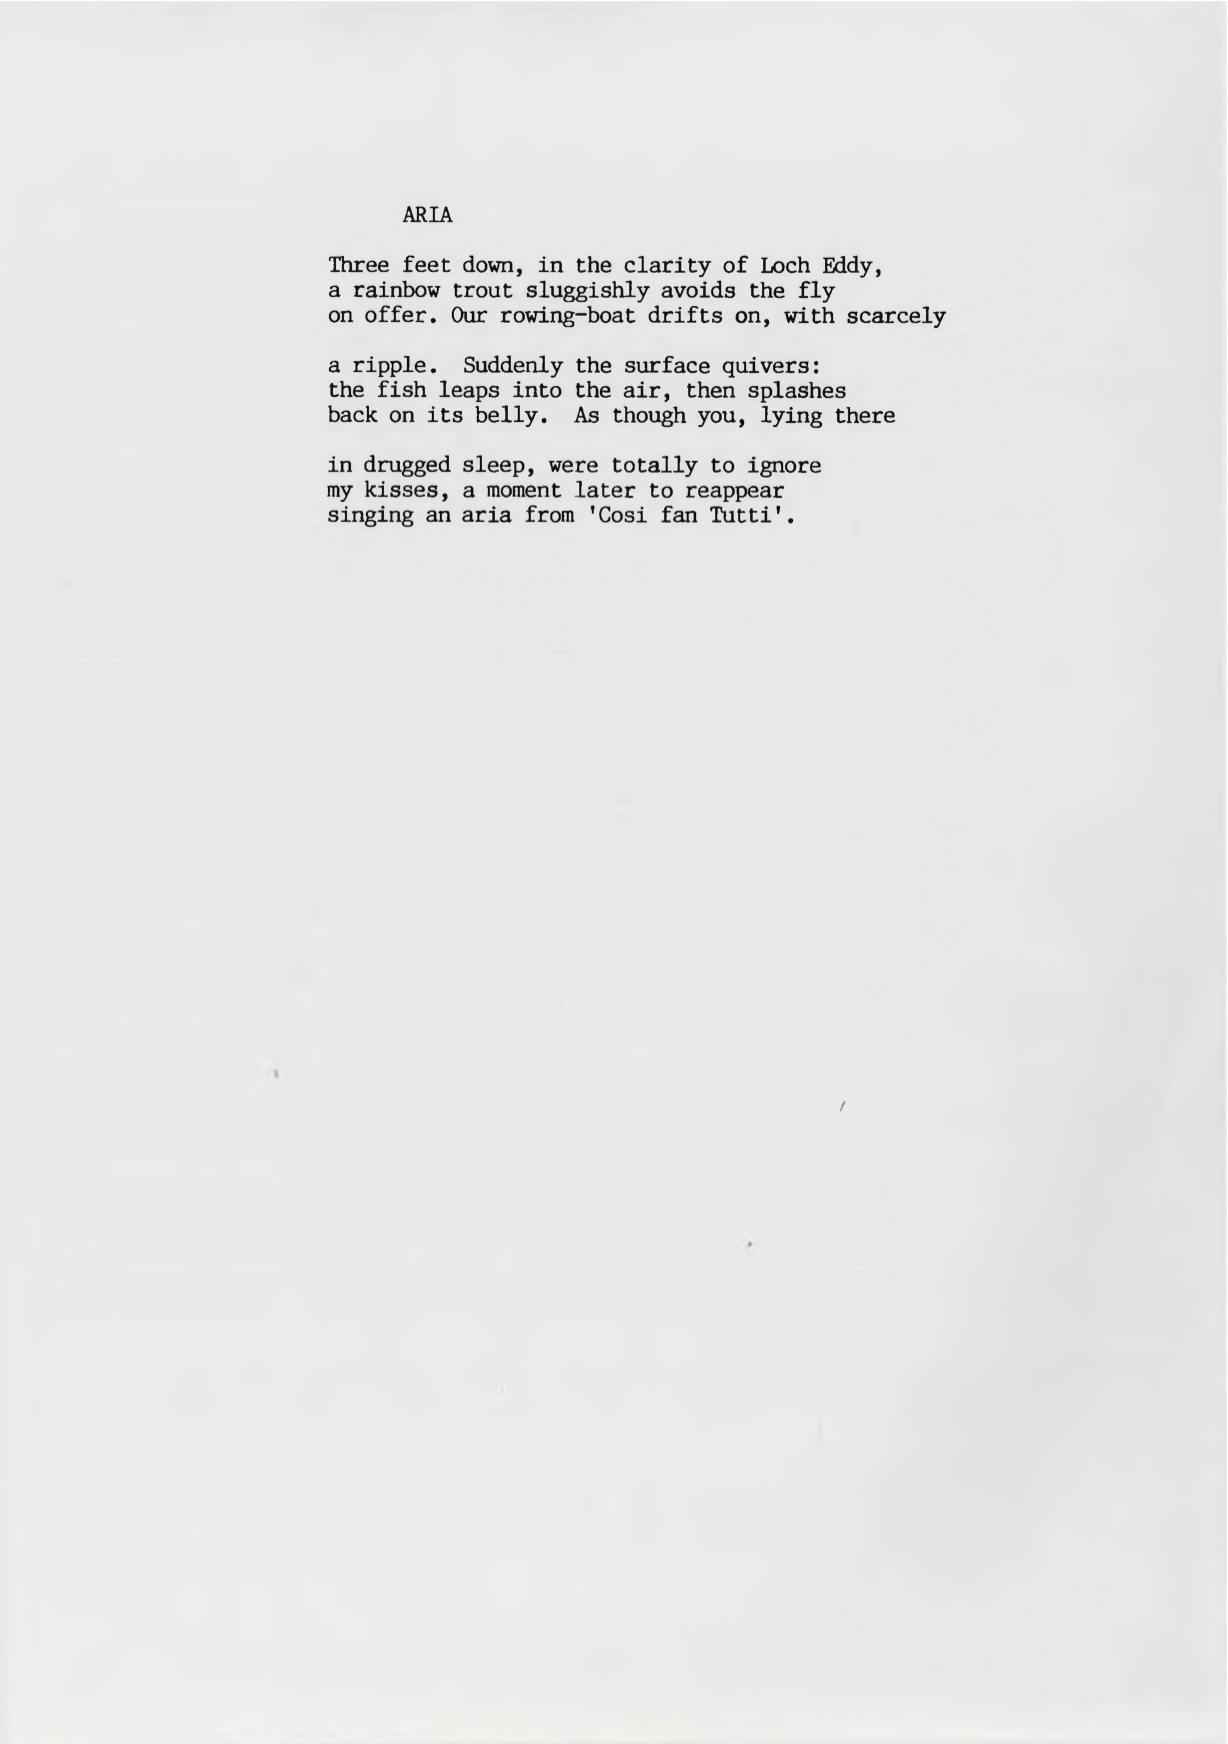 ARIA
Three feet down, in the clarity of Loch Eddy,
a rainbow trout sluggishly avoids the fly
on offer. Our rowing-boat drifts on, with scarcely
a ripple. Suddenly the surface quivers:
the fish leaps into the air, then splashes
back on its belly. As though you, lying there
in drugged sleep, were totally to ignore
my kisses, a moment later to reappear
singing an aria from 'Cosi fan Tutti'.